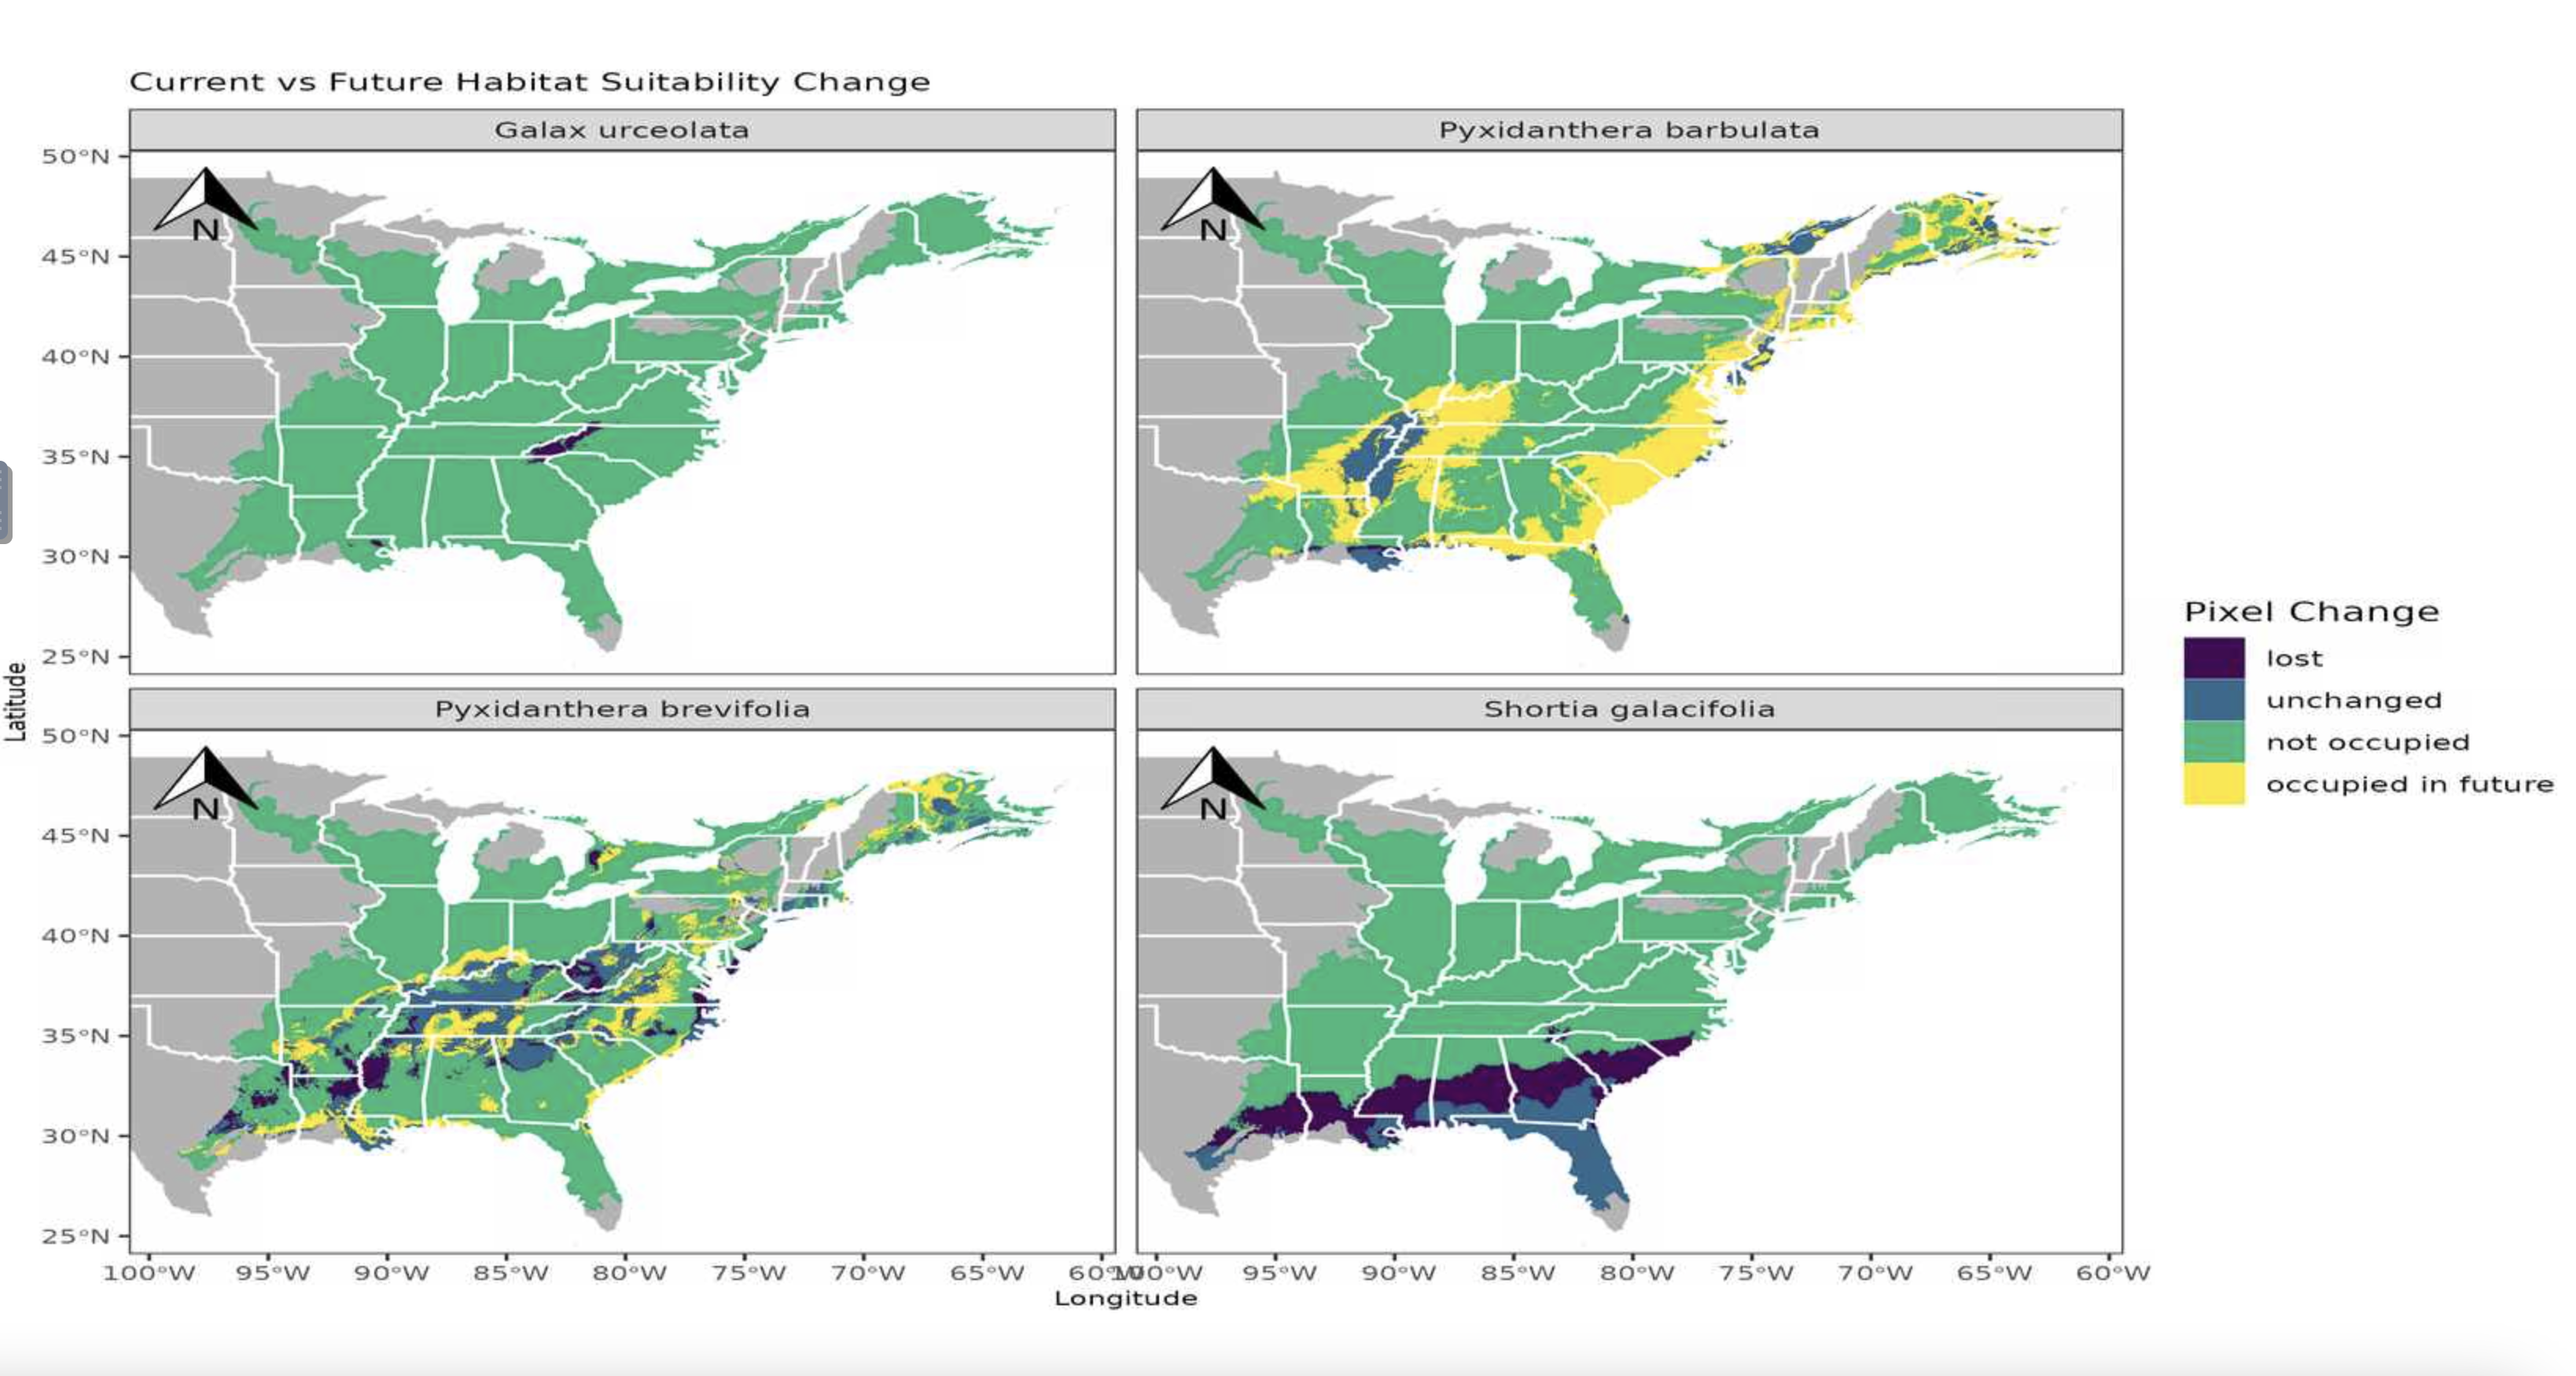 Current vs Future Habitat Suitability Change
Galax urceolata
Pyxidanthera barbulata
50°N
45°N
40°N
35°N
30°N
25°N
N
N
Pyxidanthera brevifolia
Shortia galacifolia
50°N
45°N
40°N
35°N
30°N
25°N
N
N
100°W 95°W 90°W 85°W 80°W 75°W 70°W 65°W 60°W
100°W 95°W 90°W 85°W 80°W 75°W 70°W 65°W 60°W
Longitude
Latitude
Pixel Change
lost
unchanged
not occupied
occupied in future